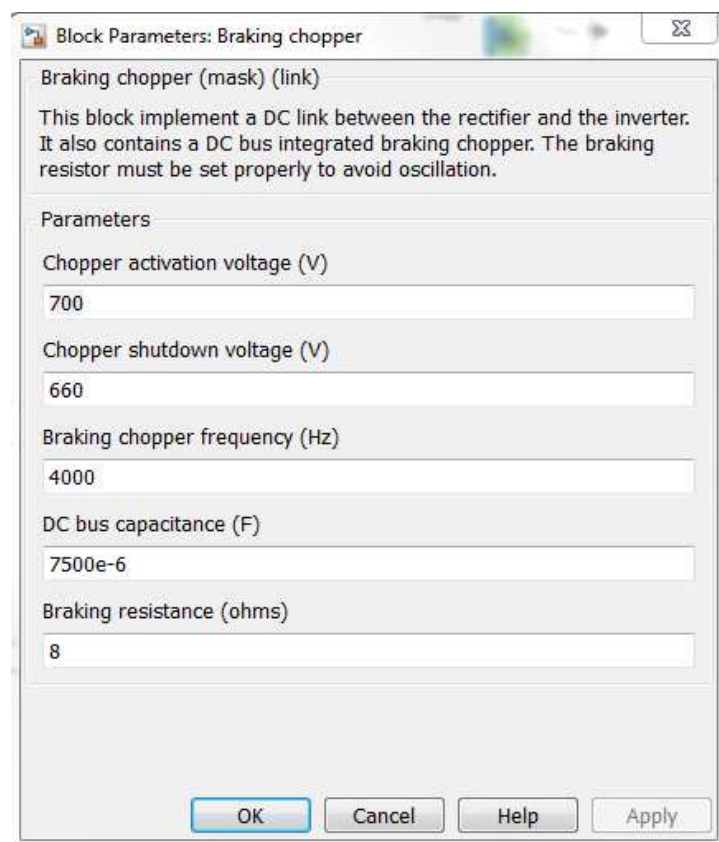 Block Parameters: Braking chopper
Braking chopper (mask) (link)
This block implement a DC link between the rectifier and the inverter.
It also contains a DC bus integrated braking chopper. The braking
resistor must be set properly to avoid oscillation.
Parameters
Chopper activation voltage (V)
700
Chopper shutdown voltage (V)
660
Braking chopper frequency (Hz)
4000
DC bus capacitance (F)
7500e-6
Braking resistance (ohms)
8
OK Cancel Help Apply